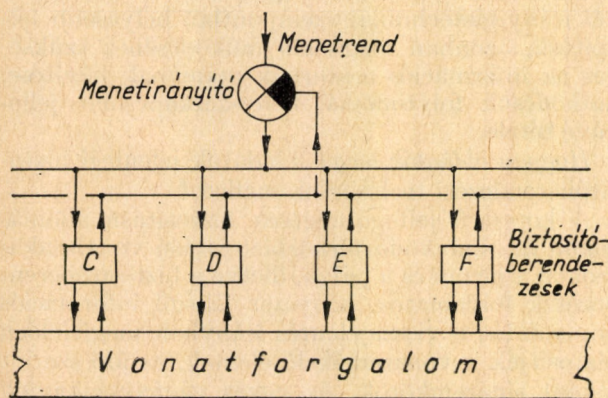 Menetrend
Menetirányító
C D E F
Biztosító-
berende-
zések
Vonatforgalom